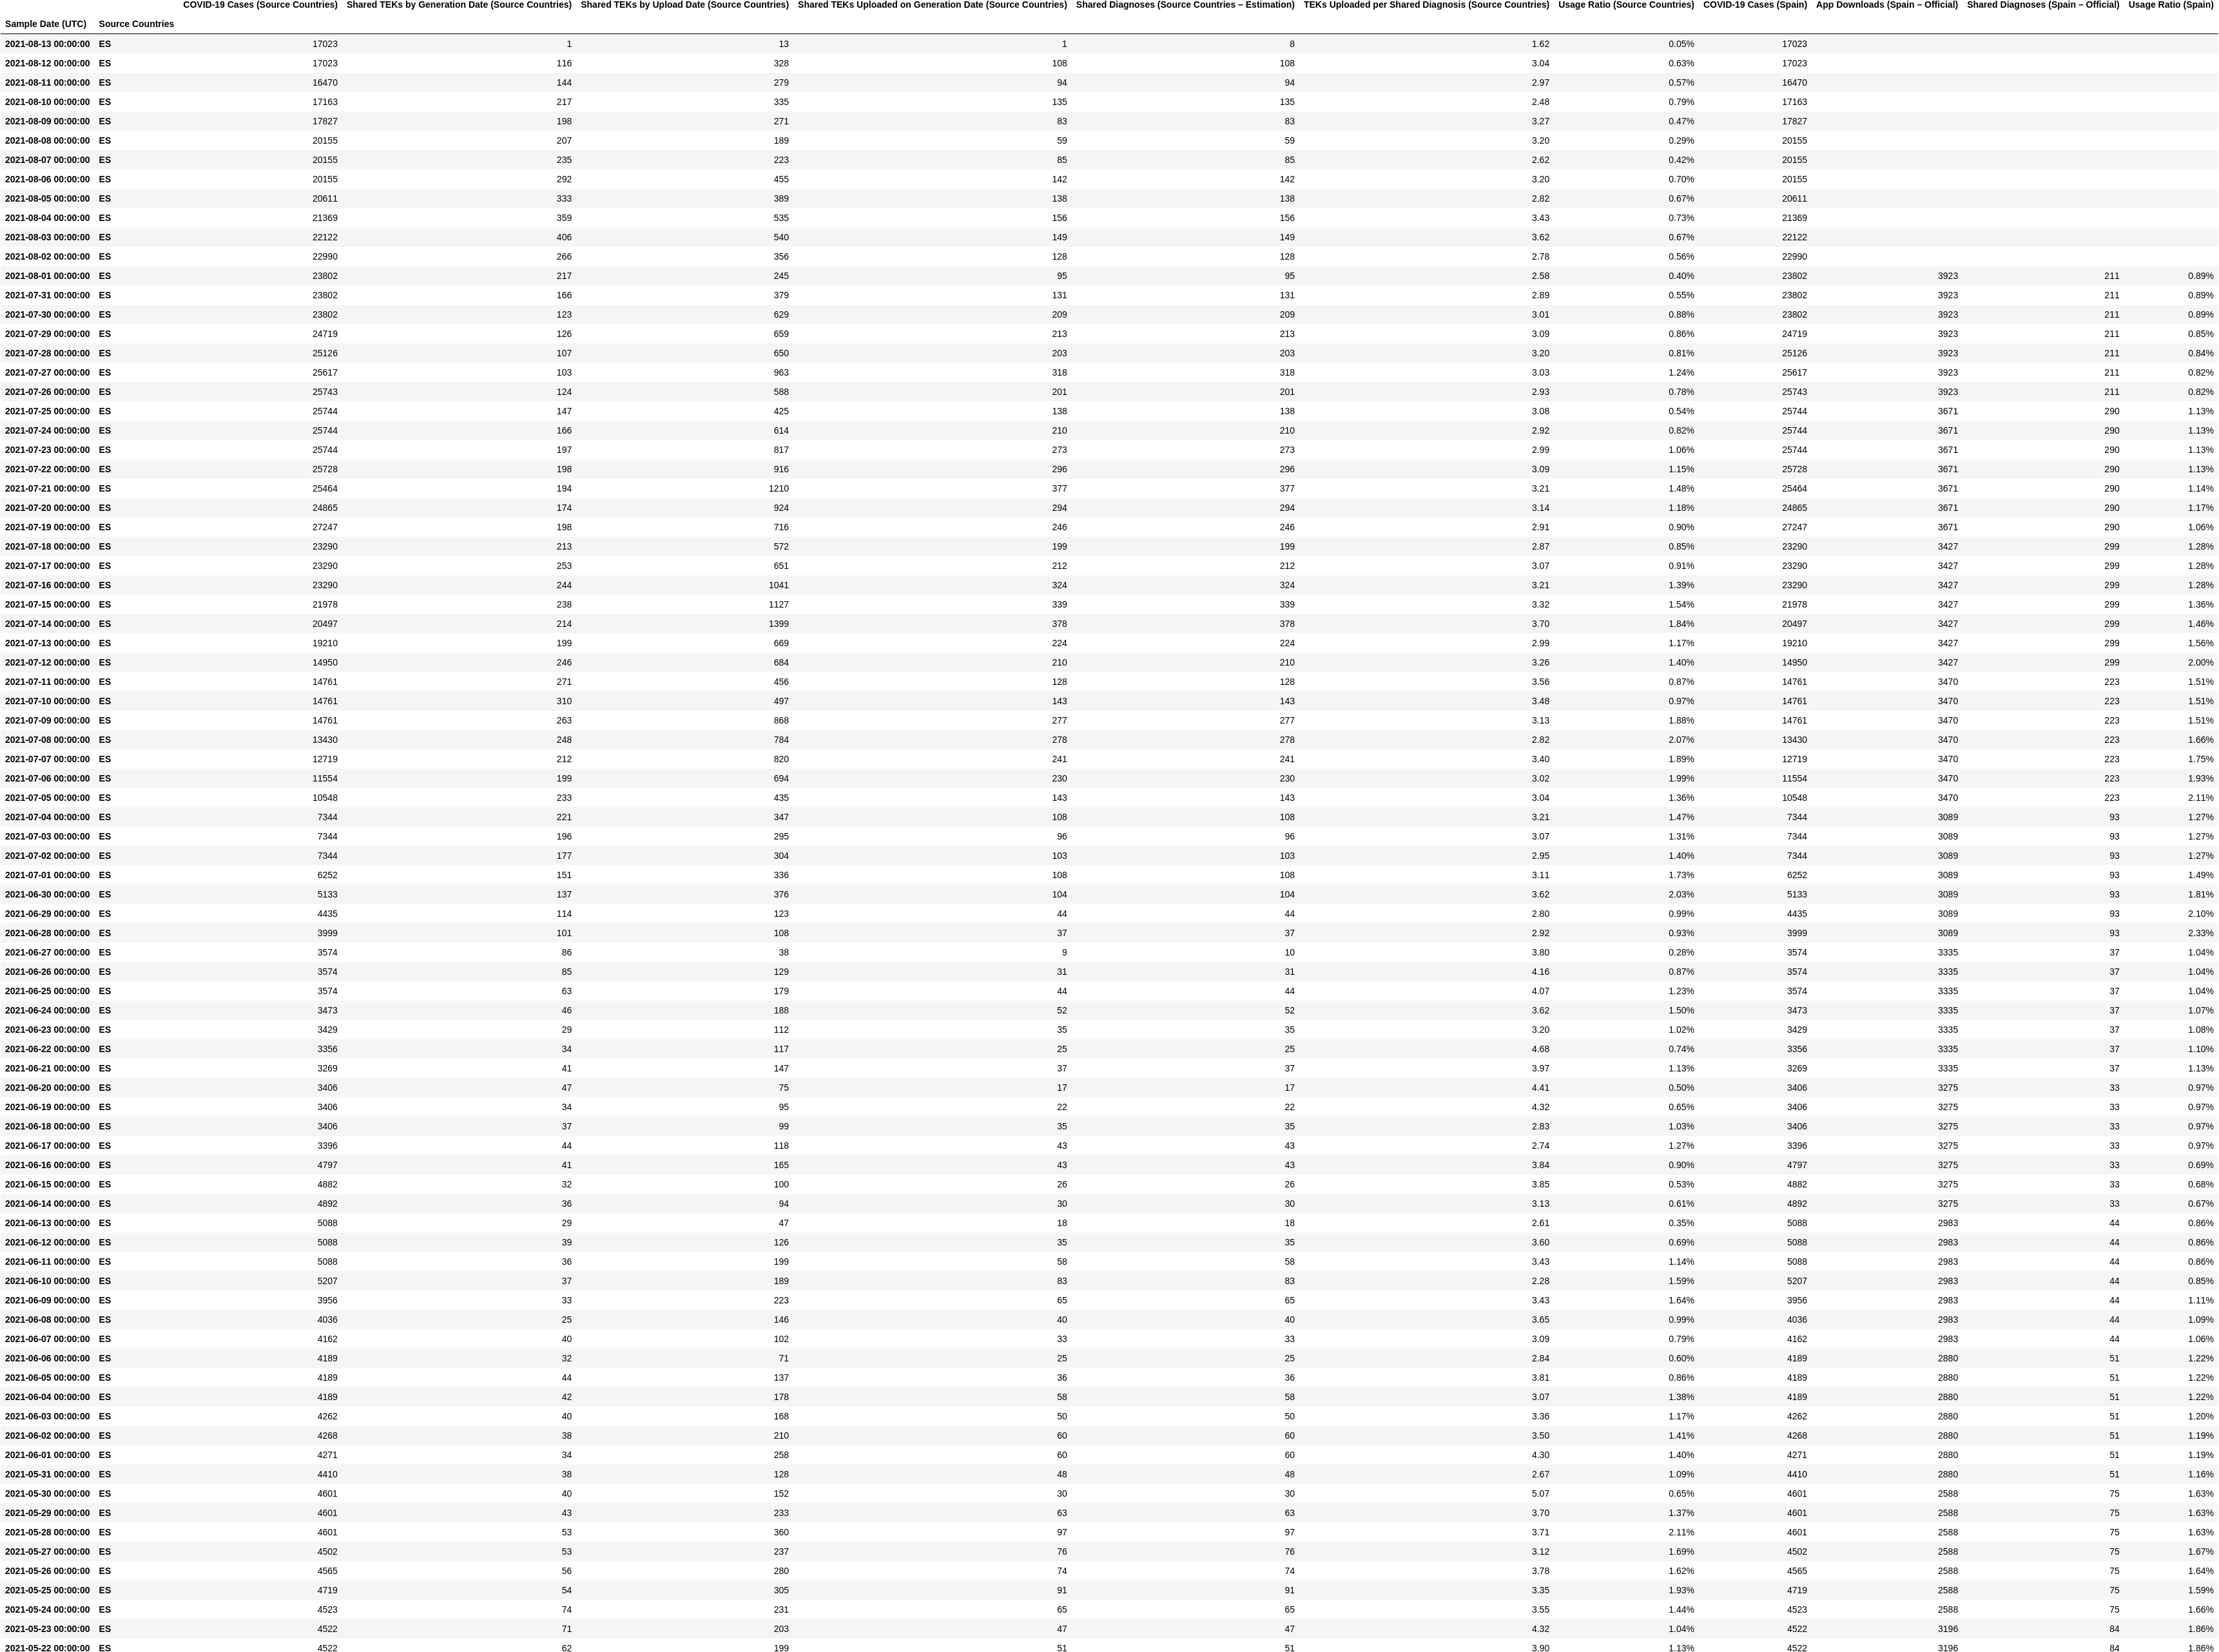 COVID-19 Cases (Source Countries) Shared TEKs by Generation Date (Source Countries) Shared TEKs by Upload Date (Source Countries) Shared TEKs Uploaded on Generation Date (Source Countries) Shared Diagnoses (Source Countries – Estimation) TEKs Uploaded per Shared Diagnosis (Source Countries) Usage Ratio (Source Countries) COVID-19 Cases (Spain) App Downloads (Spain – Official) Shared Diagnoses (Spain – Official) Usage Ratio (Spain)
Sample Date (UTC) Source Countries
2021-08-13 00:00:00 ES 17023 1 13 1 8 1.62 0.05% 17023
2021-08-12 00:00:00 ES 17023 116 328 108 108 3.04 0.63% 17023
2021-08-11 00:00:00 ES 16470 144 279 94 94 2.97 0.57% 16470
2021-08-10 00:00:00 ES 17163 217 335 135 135 2.48 0.79% 17163
2021-08-09 00:00:00 ES 17827 198 271 83 83 3.27 0.47% 17827
2021-08-08 00:00:00 ES 20155 207 189 59 59 3.20 0.29% 20155
2021-08-07 00:00:00 ES 20155 235 223 85 85 2.62 0.42% 20155
2021-08-06 00:00:00 ES 20155 292 455 142 142 3.20 0.70% 20155
2021-08-05 00:00:00 ES 20611 333 389 138 138 2.82 0.67% 20611
2021-08-04 00:00:00 ES 21369 359 535 156 156 3.43 0.73% 21369
2021-08-03 00:00:00 ES 22122 406 540 149 149 3.62 0.67% 22122
2021-08-02 00:00:00 ES 22990 266 356 128 128 2.78 0.56% 22990
2021-08-01 00:00:00 ES 23802 217 245 95 95 2.58 0.40% 23802 3923 211 0.89%
2021-07-31 00:00:00 ES 23802 166 379 131 131 2.89 0.55% 23802 3923 211 0.89%
2021-07-30 00:00:00 ES 23802 123 629 209 209 3.01 0.88% 23802 3923 211 0.89%
2021-07-29 00:00:00 ES 24719 126 659 213 213 3.09 0.86% 24719 3923 211 0.85%
2021-07-28 00:00:00 ES 25126 107 650 203 203 3.20 0.81% 25126 3923 211 0.84%
2021-07-27 00:00:00 ES 25617 103 963 318 318 3.03 1.24% 25617 3923 211 0.82%
2021-07-26 00:00:00 ES 25743 124 588 201 201 2.93 0.78% 25743 3923 211 0.82%
2021-07-25 00:00:00 ES 25744 147 425 138 138 3.08 0.54% 25744 3671 290 1.13%
2021-07-24 00:00:00 ES 25744 166 614 210 210 2.92 0.82% 25744 3671 290 1.13%
2021-07-23 00:00:00 ES 25744 197 817 273 273 2.99 1.06% 25744 3671 290 1.13%
2021-07-22 00:00:00 ES 25728 198 916 296 296 3.09 1.15% 25728 3671 290 1.13%
2021-07-21 00:00:00 ES 25464 194 1210 377 377 3.21 1.48% 25464 3671 290 1.14%
2021-07-20 00:00:00 ES 24865 174 924 294 294 3.14 1.18% 24865 3671 290 1.17%
2021-07-19 00:00:00 ES 27247 198 716 246 246 2.91 0.90% 27247 3671 290 1.06%
2021-07-18 00:00:00 ES 23290 213 572 199 199 2.87 0.85% 23290 3427 299 1.28%
2021-07-17 00:00:00 ES 23290 253 651 212 212 3.07 0.91% 23290 3427 299 1.28%
2021-07-16 00:00:00 ES 23290 244 1041 324 324 3.21 1.39% 23290 3427 299 1.28%
2021-07-15 00:00:00 ES 21978 238 1127 339 339 3.32 1.54% 21978 3427 299 1.36%
2021-07-14 00:00:00 ES 20497 214 1399 378 378 3.70 1.84% 20497 3427 299 1.46%
2021-07-13 00:00:00 ES 19210 199 669 224 224 2.99 1.17% 19210 3427 299 1.56%
2021-07-12 00:00:00 ES 14950 246 684 210 210 3.26 1.40% 14950 3427 299 2.00%
2021-07-11 00:00:00 ES 14761 271 456 128 128 3.56 0.87% 14761 3470 223 1.51%
2021-07-10 00:00:00 ES 14761 310 497 143 143 3.48 0.97% 14761 3470 223 1.51%
2021-07-09 00:00:00 ES 14761 263 868 277 277 3.13 1.88% 14761 3470 223 1.51%
2021-07-08 00:00:00 ES 13430 248 784 278 278 2.82 2.07% 13430 3470 223 1.66%
2021-07-07 00:00:00 ES 12719 212 820 241 241 3.40 1.89% 12719 3470 223 1.75%
2021-07-06 00:00:00 ES 11554 199 694 230 230 3.02 1.99% 11554 3470 223 1.93%
2021-07-05 00:00:00 ES 10548 233 435 143 143 3.04 1.36% 10548 3470 223 2.11%
2021-07-04 00:00:00 ES 7344 221 347 108 108 3.21 1.47% 7344 3089 93 1.27%
2021-07-03 00:00:00 ES 7344 196 295 96 96 3.07 1.31% 7344 3089 93 1.27%
2021-07-02 00:00:00 ES 7344 177 304 103 103 2.95 1.40% 7344 3089 93 1.27%
2021-07-01 00:00:00 ES 6252 151 336 108 108 3.11 1.73% 6252 3089 93 1.49%
2021-06-30 00:00:00 ES 5133 137 376 104 104 3.62 2.03% 5133 3089 93 1.81%
2021-06-29 00:00:00 ES 4435 114 123 44 44 2.80 0.99% 4435 3089 93 2.10%
2021-06-28 00:00:00 ES 3999 101 108 37 37 2.92 0.93% 3999 3089 93 2.33%
2021-06-27 00:00:00 ES 3574 86 38 9 10 3.80 0.28% 3574 3335 37 1.04%
2021-06-26 00:00:00 ES 3574 85 129 31 31 4.16 0.87% 3574 3335 37 1.04%
2021-06-25 00:00:00 ES 3574 63 179 44 44 4.07 1.23% 3574 3335 37 1.04%
2021-06-24 00:00:00 ES 3473 46 188 52 52 3.62 1.50% 3473 3335 37 1.07%
2021-06-23 00:00:00 ES 3429 29 112 35 35 3.20 1.02% 3429 3335 37 1.08%
2021-06-22 00:00:00 ES 3356 34 117 25 25 4.68 0.74% 3356 3335 37 1.10%
2021-06-21 00:00:00 ES 3269 41 147 37 37 3.97 1.13% 3269 3335 37 1.13%
2021-06-20 00:00:00 ES 3406 47 75 17 17 4.41 0.50% 3406 3275 33 0.97%
2021-06-19 00:00:00 ES 3406 34 95 22 22 4.32 0.65% 3406 3275 33 0.97%
2021-06-18 00:00:00 ES 3406 37 99 35 35 2.83 1.03% 3406 3275 33 0.97%
2021-06-17 00:00:00 ES 3396 44 118 43 43 2.74 1.27% 3396 3275 33 0.97%
2021-06-16 00:00:00 ES 4797 41 165 43 43 3.84 0.90% 4797 3275 33 0.69%
2021-06-15 00:00:00 ES 4882 32 100 26 26 3.85 0.53% 4882 3275 33 0.68%
2021-06-14 00:00:00 ES 4892 36 94 30 30 3.13 0.61% 4892 3275 33 0.67%
2021-06-13 00:00:00 ES 5088 29 47 18 18 2.61 0.35% 5088 2983 44 0.86%
2021-06-12 00:00:00 ES 5088 39 126 35 35 3.60 0.69% 5088 2983 44 0.86%
2021-06-11 00:00:00 ES 5088 36 199 58 58 3.43 1.14% 5088 2983 44 0.86%
2021-06-10 00:00:00 ES 5207 37 189 83 83 2.28 1.59% 5207 2983 44 0.85%
2021-06-09 00:00:00 ES 3956 33 223 65 65 3.43 1.64% 3956 2983 44 1.11%
2021-06-08 00:00:00 ES 4036 25 146 40 40 3.65 0.99% 4036 2983 44 1.09%
2021-06-07 00:00:00 ES 4162 40 102 33 33 3.09 0.79% 4162 2983 44 1.06%
2021-06-06 00:00:00 ES 4189 32 71 25 25 2.84 0.60% 4189 2880 51 1.22%
2021-06-05 00:00:00 ES 4189 44 137 36 36 3.81 0.86% 4189 2880 51 1.22%
2021-06-04 00:00:00 ES 4189 42 178 58 58 3.07 1.38% 4189 2880 51 1.22%
2021-06-03 00:00:00 ES 4262 40 168 50 50 3.36 1.17% 4262 2880 51 1.20%
2021-06-02 00:00:00 ES 4268 38 210 60 60 3.50 1.41% 4268 2880 51 1.19%
2021-06-01 00:00:00 ES 4271 34 258 60 60 4.30 1.40% 4271 2880 51 1.19%
2021-05-31 00:00:00 ES 4410 38 128 48 48 2.67 1.09% 4410 2880 51 1.16%
2021-05-30 00:00:00 ES 4601 40 152 30 30 5.07 0.65% 4601 2588 75 1.63%
2021-05-29 00:00:00 ES 4601 43 233 63 63 3.70 1.37% 4601 2588 75 1.63%
2021-05-28 00:00:00 ES 4601 53 360 97 97 3.71 2.11% 4601 2588 75 1.63%
2021-05-27 00:00:00 ES 4502 53 237 76 76 3.12 1.69% 4502 2588 75 1.67%
2021-05-26 00:00:00 ES 4565 56 280 74 74 3.78 1.62% 4565 2588 75 1.64%
2021-05-25 00:00:00 ES 4719 54 305 91 91 3.35 1.93% 4719 2588 75 1.59%
2021-05-24 00:00:00 ES 4523 74 231 65 65 3.55 1.44% 4523 2588 75 1.66%
2021-05-23 00:00:00 ES 4522 71 203 47 47 4.32 1.04% 4522 3196 84 1.86%
2021-05-22 00:00:00 ES 4522 62 199 51 51 3.90 1.13% 4522 3196 84 1.86%